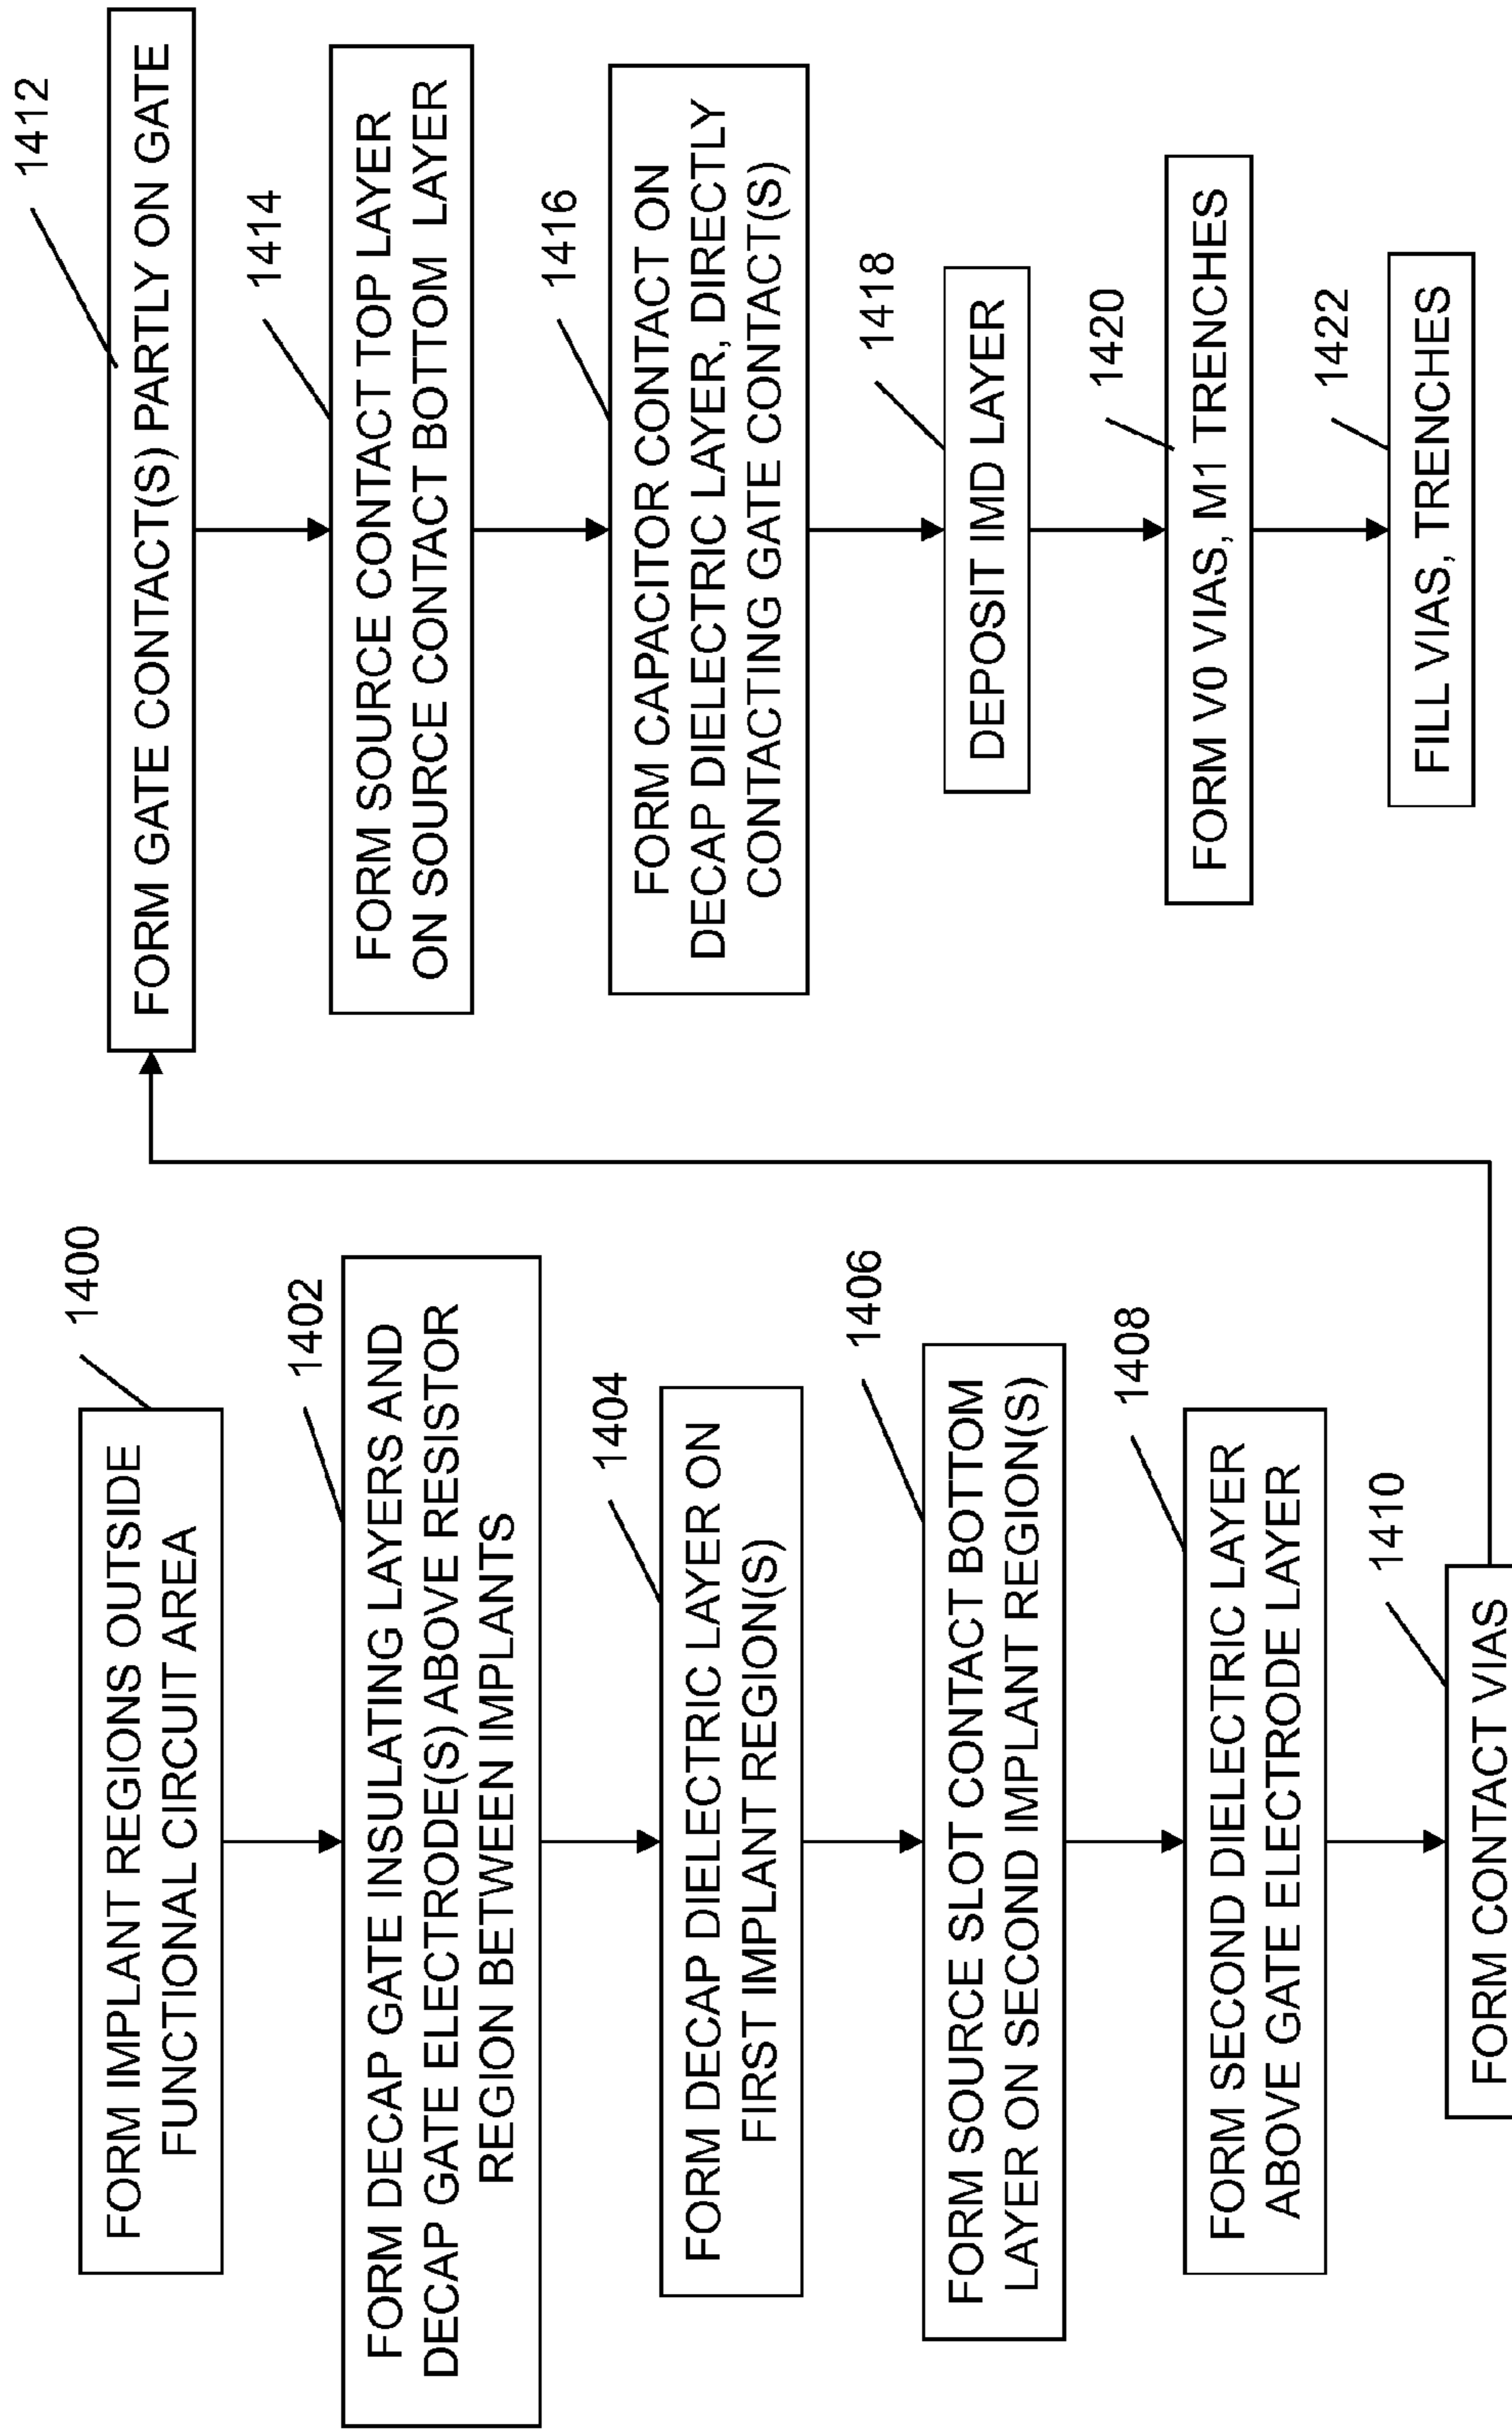 1400
FORM IMPLANT REGIONS OUTSIDE
FUNCTIONAL CIRCUIT AREA
1402
FORM DECAP GATE INSULATING LAYERS AND
DECAP GATE ELECTRODE(S) ABOVE RESISTOR
REGION BETWEEN IMPLANTS
1404
FORM DECAP DIELECTRIC LAYER ON
FIRST IMPLANT REGION(S)
1406
FORM SOURCE SLOT CONTACT BOTTOM
LAYER ON SECOND IMPLANT REGION(S)
1408
FORM SECOND DIELECTRIC LAYER
ABOVE GATE ELECTRODE LAYER
1410
FORM CONTACT VIAS
1412
FORM GATE CONTACT(S) PARTLY ON GATE
1414
FORM SOURCE CONTACT TOP LAYER
ON SOURCE CONTACT BOTTOM LAYER
1416
FORM CAPACITOR CONTACT ON
DECAP DIELECTRIC LAYER, DIRECTLY
CONTACTING GATE CONTACT(S)
1418
DEPOSIT IMD LAYER
1420
FORM V0 VIAS, M1 TRENCHES
1422
FILL VIAS, TRENCHES